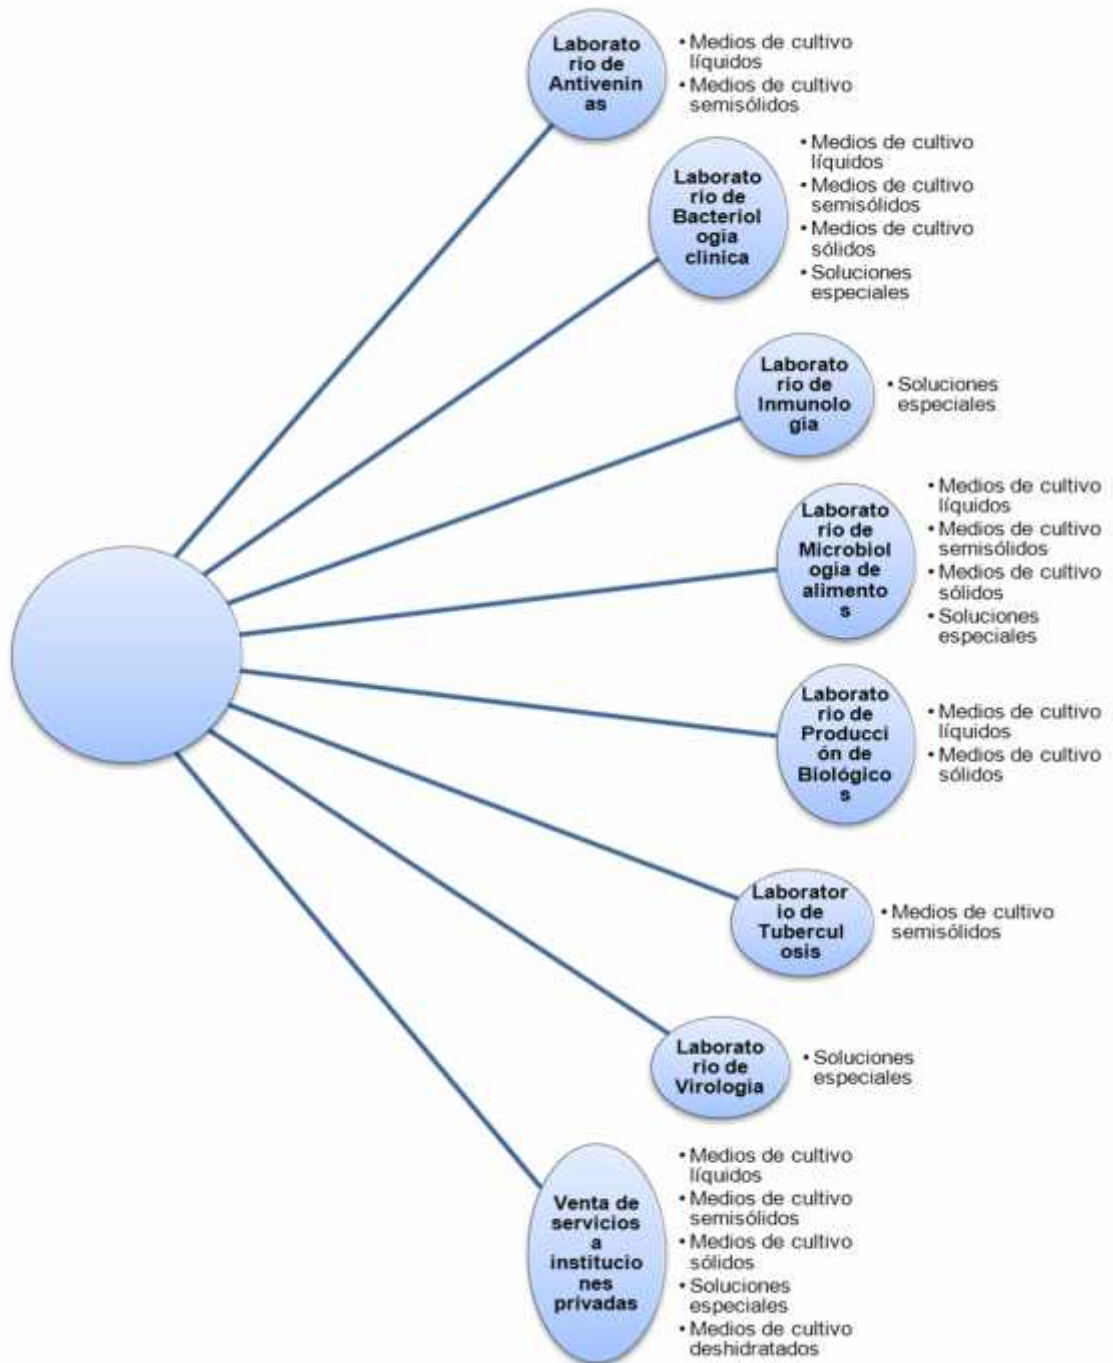 Laborato
rio de
Antivenin
as
• Medios de cultivo
líquidos
• Medios de cultivo
semisólidos
Laborato
rio de
Bacteriol
ogia
clinica
• Medios de cultivo
líquidos
• Medios de cultivo
semisólidos
• Medios de cultivo
sólidos
• Soluciones
especiales
Laborato
rio de
Inmunolo
gia
• Soluciones
especiales
Laborato
rio de
Microbiol
ogia de
alimento
s
• Medios de cultivo
líquidos
• Medios de cultivo
semisólidos
• Medios de cultivo
sólidos
• Soluciones
especiales
Laborato
rio de
Producci
ón de
Biológico
s
• Medios de cultivo
líquidos
• Medios de cultivo
sólidos
Laborator
io de
Tubercul
osis
• Medios de cultivo
semisólidos
Laborato
rio de
Virologia
• Soluciones
especiales
Venta de
servicios
a
institucio
nes
privadas
• Medios de cultivo
líquidos
• Medios de cultivo
semisólidos
• Medios de cultivo
sólidos
• Soluciones
especiales
• Medios de cultivo
deshidratados